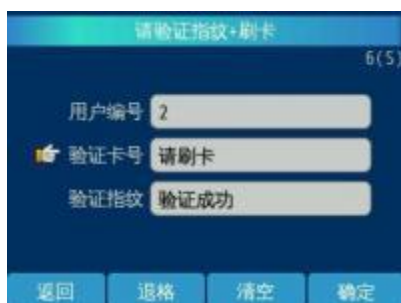 请验证指纹+刷卡
6(S)
用户编号 2
验证卡号 请刷卡
验证指纹 验证成功
返回 退格 清空 确定